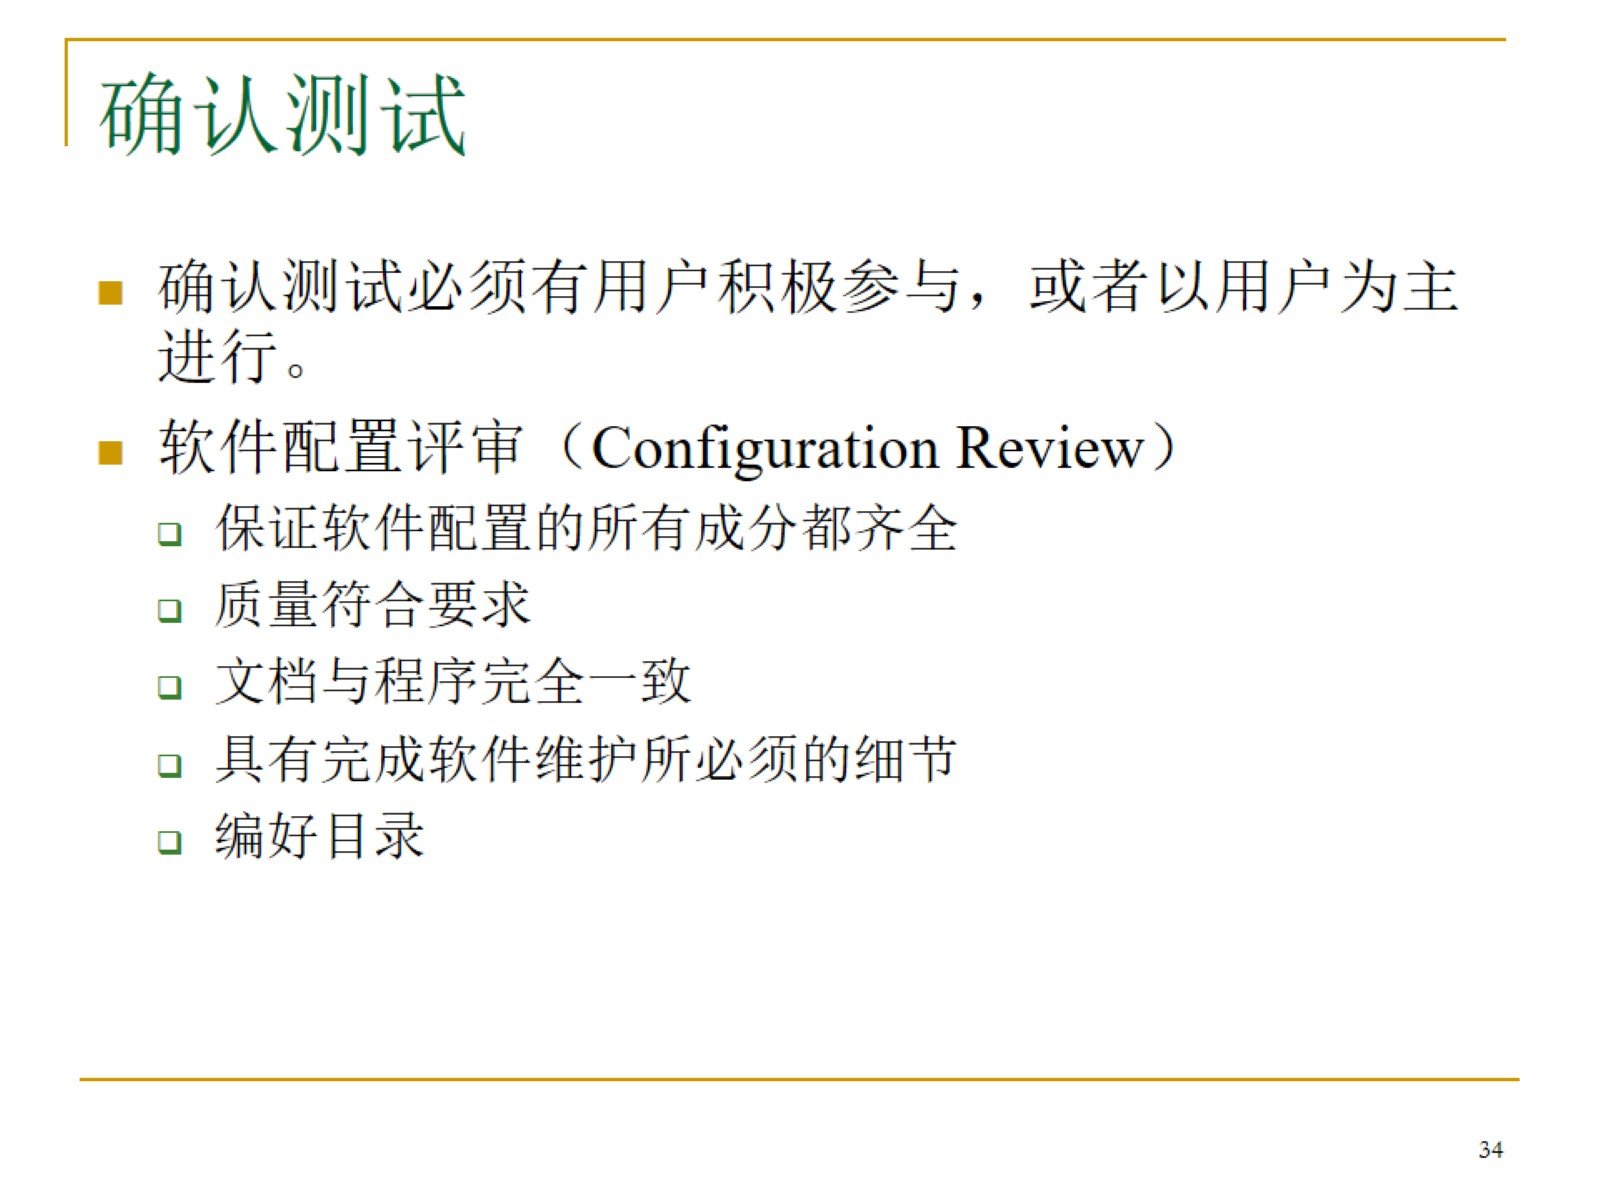 确认测试
确认测试必须有用户积极参与，或者以用户为主
进行。
软件配置评审（Configuration Review）
保证软件配置的所有成分都齐全
质量符合要求
文档与程序完全一致
具有完成软件维护所必须的细节
编好目录
34